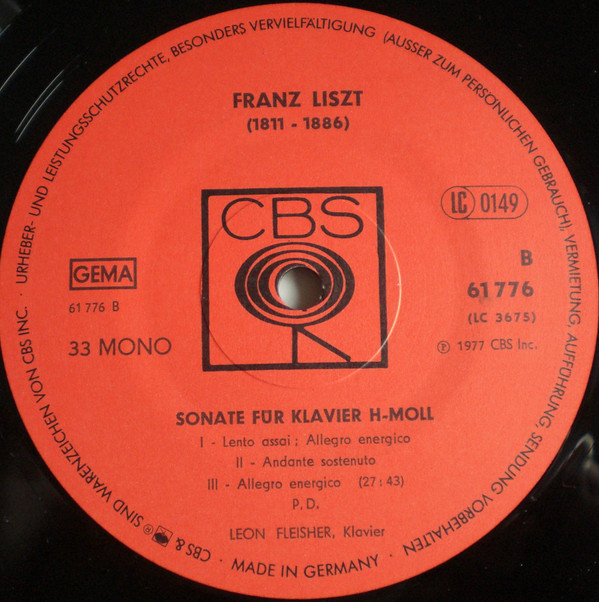 URHEBER- UND LEISTUNGSSCHUTZRECHTE, BESONDERS VERVIELFÄLTIGUNG (AUSSER ZUM PERSÖNLICHEN GEBRAUCH), VERMIETUNG, AUFFÜHRUNG, SENDUNG VORBEHALTEN
FRANZ LISZT
(1811 - 1886)
CBS
LC 0149
GEMA
B
61 776 B
61 776
(LC 3675)
33 MONO
Ⓟ 1977 CBS Inc.
SONATE FÜR KLAVIER H-MOLL
I - Lento assai; Allegro energico
II - Andante sostenuto
III - Allegro energico (27:43)
P.D.
LEON FLEISHER, Klavier
CBS & ® SIND WARENZEICHEN VON CBS INC. ·
· MADE IN GERMANY ·